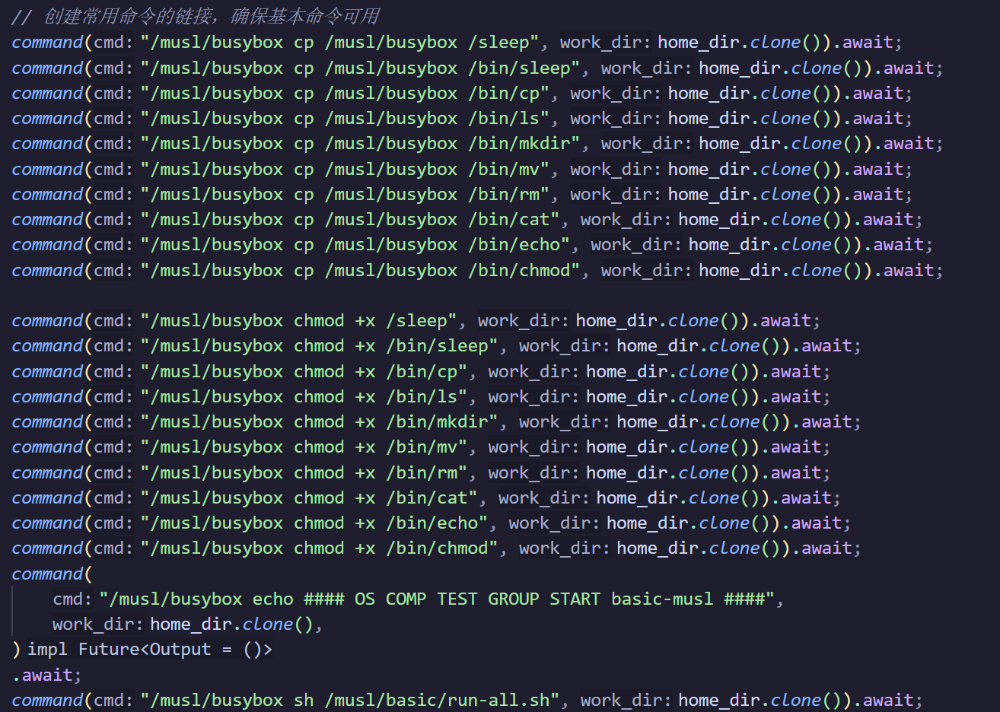 // 创建常用命令的链接，确保基本命令可用
command(cmd: "/musl/busybox cp /musl/busybox /sleep", work_dir: home_dir.clone()).await;
command(cmd: "/musl/busybox cp /musl/busybox /bin/sleep", work_dir: home_dir.clone()).await;
command(cmd: "/musl/busybox cp /musl/busybox /bin/cp", work_dir: home_dir.clone()).await;
command(cmd: "/musl/busybox cp /musl/busybox /bin/ls", work_dir: home_dir.clone()).await;
command(cmd: "/musl/busybox cp /musl/busybox /bin/mkdir", work_dir: home_dir.clone()).await;
command(cmd: "/musl/busybox cp /musl/busybox /bin/mv", work_dir: home_dir.clone()).await;
command(cmd: "/musl/busybox cp /musl/busybox /bin/rm", work_dir: home_dir.clone()).await;
command(cmd: "/musl/busybox cp /musl/busybox /bin/cat", work_dir: home_dir.clone()).await;
command(cmd: "/musl/busybox cp /musl/busybox /bin/echo", work_dir: home_dir.clone()).await;
command(cmd: "/musl/busybox cp /musl/busybox /bin/chmod", work_dir: home_dir.clone()).await;
command(cmd: "/musl/busybox chmod +x /sleep", work_dir: home_dir.clone()).await;
command(cmd: "/musl/busybox chmod +x /bin/sleep", work_dir: home_dir.clone()).await;
command(cmd: "/musl/busybox chmod +x /bin/cp", work_dir: home_dir.clone()).await;
command(cmd: "/musl/busybox chmod +x /bin/ls", work_dir: home_dir.clone()).await;
command(cmd: "/musl/busybox chmod +x /bin/mkdir", work_dir: home_dir.clone()).await;
command(cmd: "/musl/busybox chmod +x /bin/mv", work_dir: home_dir.clone()).await;
command(cmd: "/musl/busybox chmod +x /bin/rm", work_dir: home_dir.clone()).await;
command(cmd: "/musl/busybox chmod +x /bin/cat", work_dir: home_dir.clone()).await;
command(cmd: "/musl/busybox chmod +x /bin/echo", work_dir: home_dir.clone()).await;
command(cmd: "/musl/busybox chmod +x /bin/chmod", work_dir: home_dir.clone()).await;
command(
    cmd: "/musl/busybox echo #### OS COMP TEST GROUP START basic-musl ####",
    work_dir: home_dir.clone(),
) impl Future<Output = ()>
.await;
command(cmd: "/musl/busybox sh /musl/basic/run-all.sh", work_dir: home_dir.clone()).await;